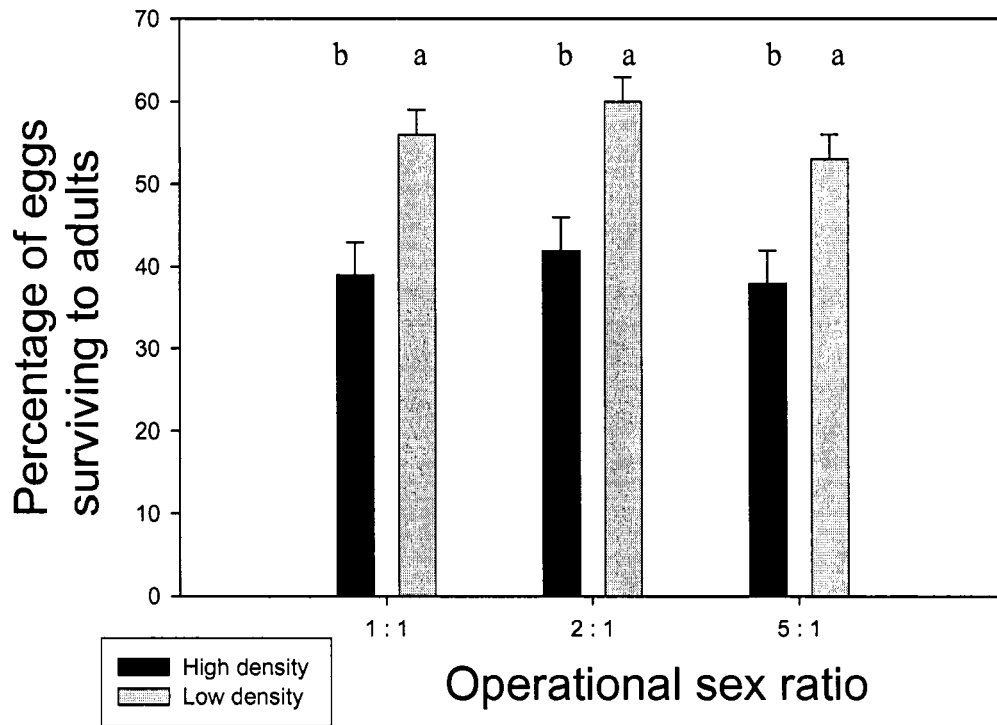 70
60
50
40
30
20
10
0
Percentage of eggs
surviving to adults
b a b a b a
1 : 1 2 : 1 5 : 1
Operational sex ratio
High density
Low density